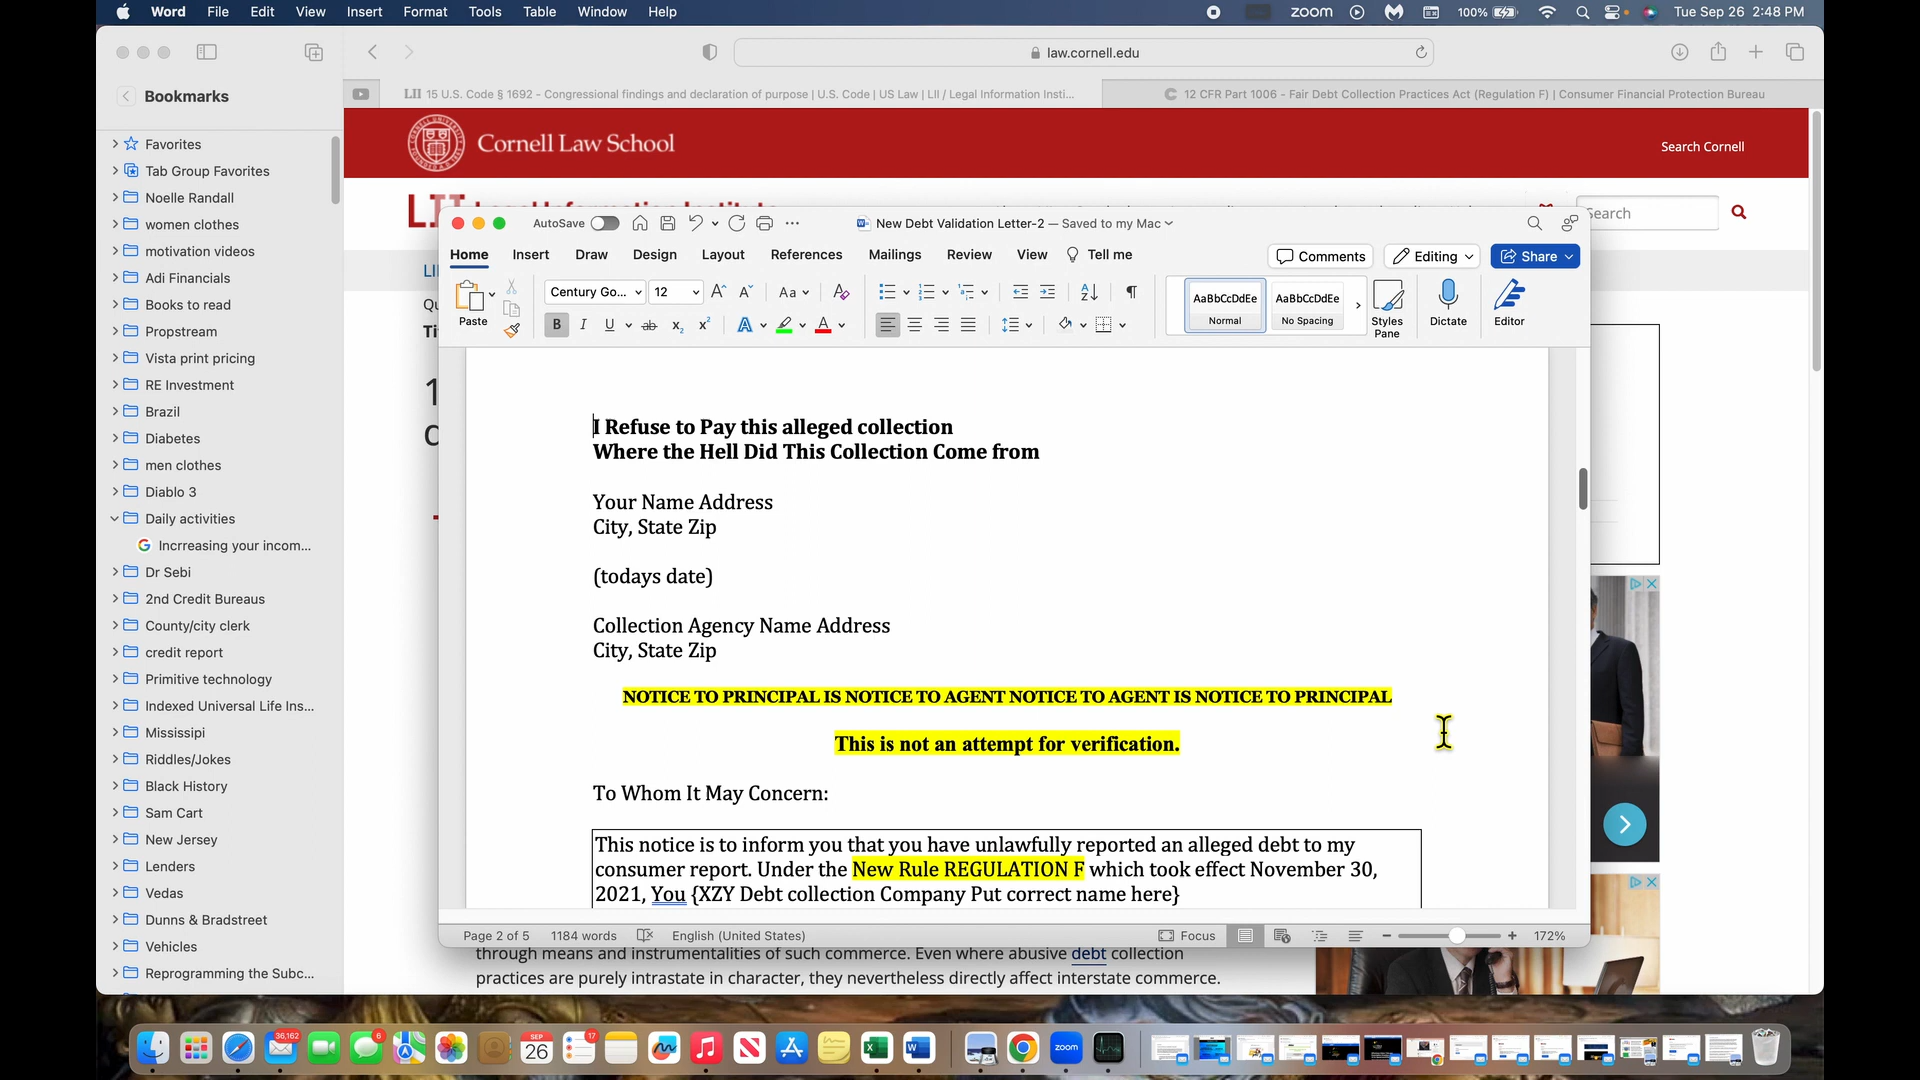 Word File Edit View Insert Format Tools Table Window Help
zoom 100% Tue Sep 26 2:48 PM
law.cornell.edu
Bookmarks
LII 15 U.S. Code § 1692 - Congressional findings and declaration of purpose | U.S. Code | US Law | LII / Legal Information Insti...
12 CFR Part 1006 - Fair Debt Collection Practices Act (Regulation F) | Consumer Financial Protection Bureau
Favorites
Tab Group Favorites
Noelle Randall
women clothes
motivation videos
Adi Financials
Books to read
Propstream
Vista print pricing
RE Investment
Brazil
Diabetes
men clothes
Diablo 3
Daily activities
Incrreasing your incom...
Dr Sebi
2nd Credit Bureaus
County/city clerk
credit report
Primitive technology
Indexed Universal Life Ins...
Mississipi
Riddles/Jokes
Black History
Sam Cart
New Jersey
Lenders
Vedas
Dunns & Bradstreet
Vehicles
Reprogramming the Subc...
Cornell Law School
Search Cornell
Search
AutoSave
New Debt Validation Letter-2 — Saved to my Mac
Home Insert Draw Design Layout References Mailings Review View Tell me
Comments Editing Share
Paste
Century Go... 12
AaBbCcDdEe AaBbCcDdEe
Normal No Spacing
Styles Pane
Dictate
Editor
I Refuse to Pay this alleged collection
Where the Hell Did This Collection Come from
Your Name Address
City, State Zip
(todays date)
Collection Agency Name Address
City, State Zip
NOTICE TO PRINCIPAL IS NOTICE TO AGENT NOTICE TO AGENT IS NOTICE TO PRINCIPAL
This is not an attempt for verification.
To Whom It May Concern:
This notice is to inform you that you have unlawfully reported an alleged debt to my
consumer report. Under the New Rule REGULATION F which took effect November 30,
2021, You {XZY Debt collection Company Put correct name here}
Page 2 of 5 1184 words English (United States) Focus 172%
through means and instrumentalities of such commerce. Even where abusive debt collection
practices are purely intrastate in character, they nevertheless directly affect interstate commerce.
36,162
6
SEP
26
17
zoom